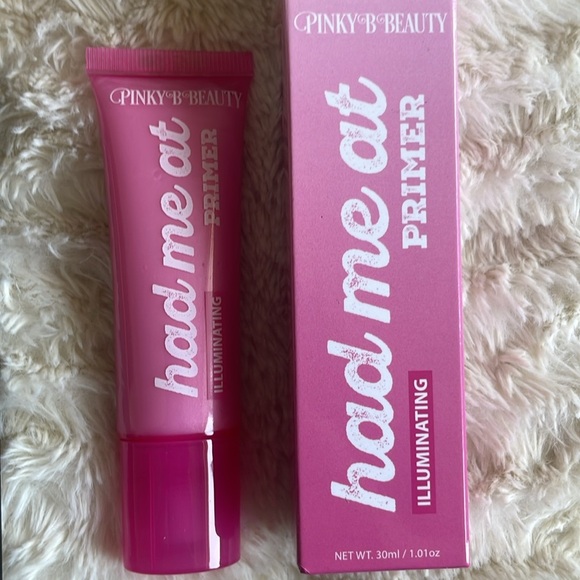 PINKY B BEAUTY
had me at
PRIMER
ILLUMINATING
PINKY B BEAUTY
had me at
PRIMER
ILLUMINATING
NET WT. 30ml / 1.01oz